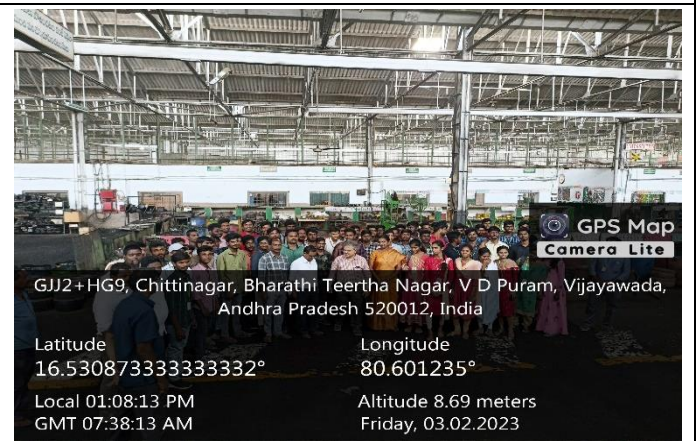 GPS Map
Camera Lite
GJJ2+HG9, Chittinagar, Bharathi Teertha Nagar, V D Puram, Vijayawada,
Andhra Pradesh 520012, India
Latitude
16.530873333333332°
Longitude
80.601235°
Local 01:08:13 PM
GMT 07:38:13 AM
Altitude 8.69 meters
Friday, 03.02.2023